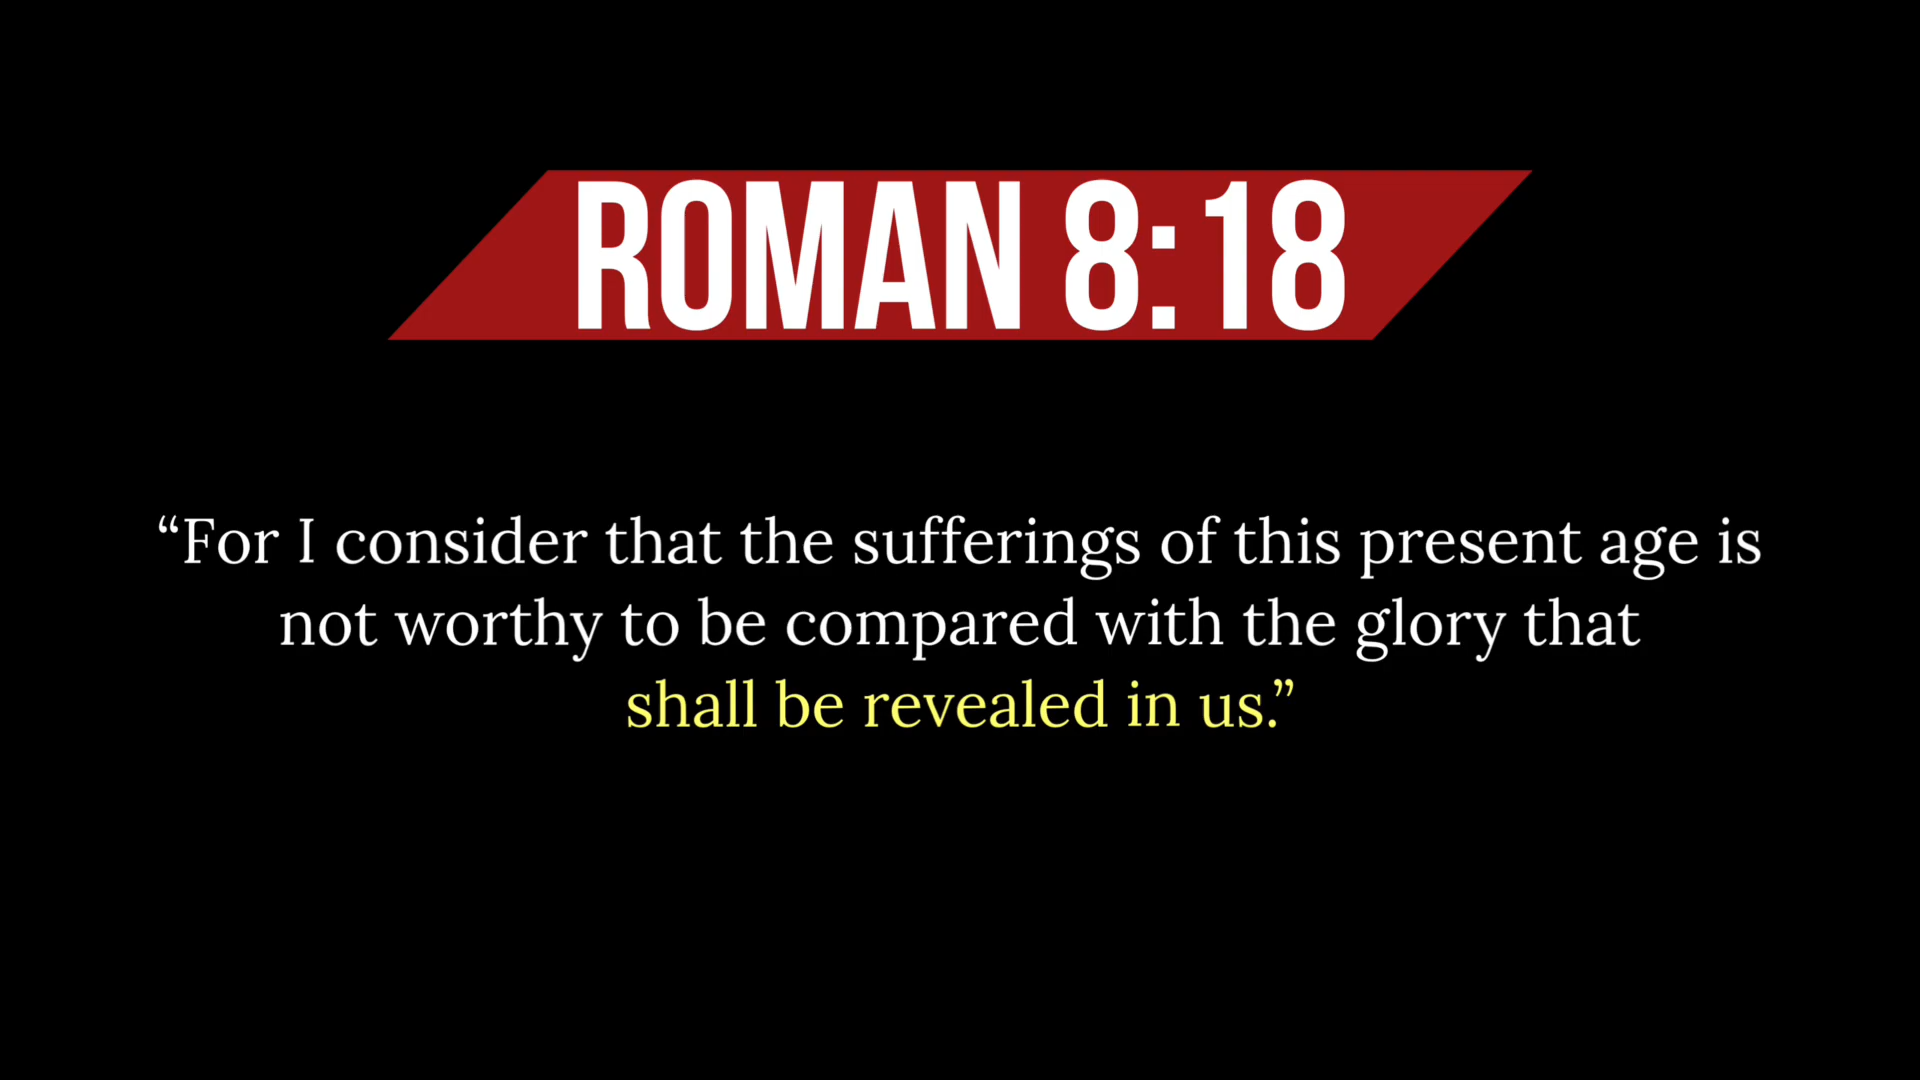 ROMAN 8:18
“For I consider that the sufferings of this present age is
not worthy to be compared with the glory that
shall be revealed in us.”